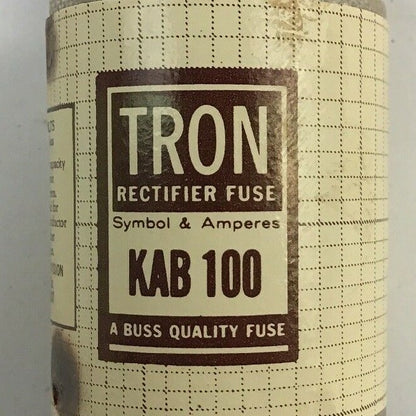 TRON
RECTIFIER FUSE
Symbol & Amperes
KAB 100
A BUSS QUALITY FUSE